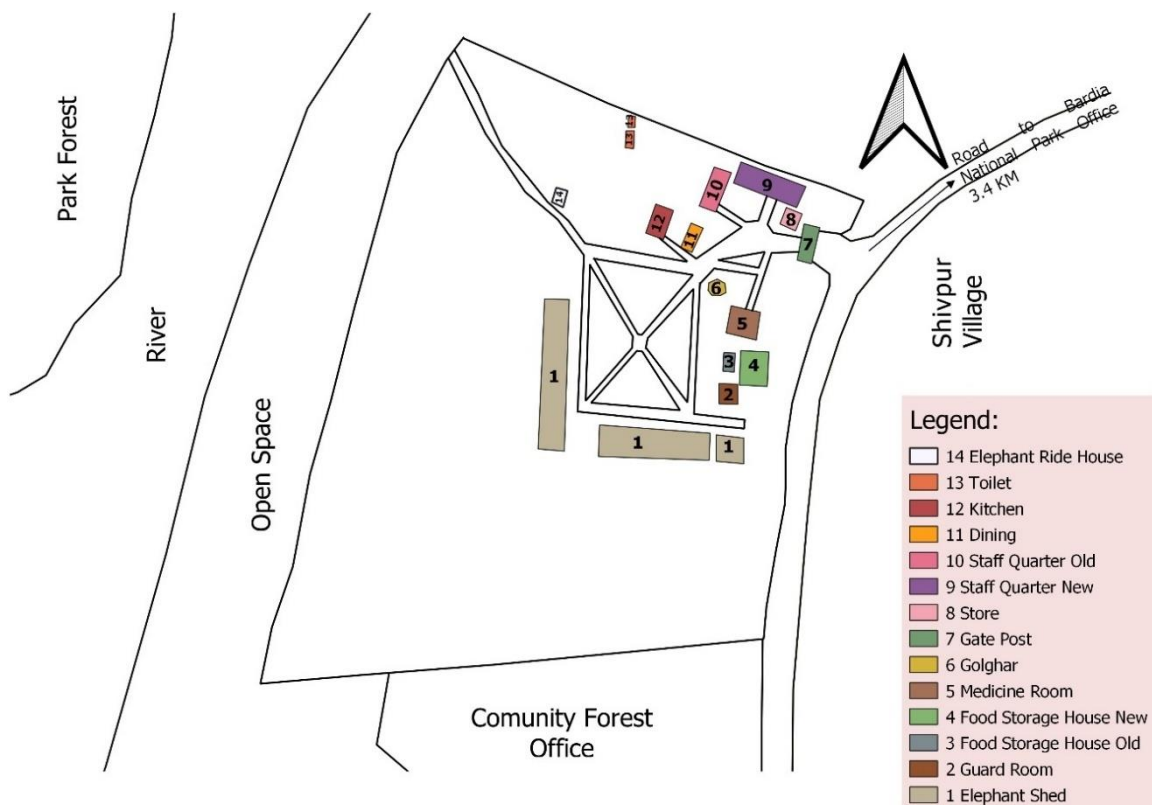 Park Forest
River
Open Space
13
13
14
12
11
10
9
8
7
6
5
3
4
2
1
1
1
Road to Bardia
National Park Office
3.4 KM
Shivpur
Village
Comunity Forest
Office
Legend:
14 Elephant Ride House
13 Toilet
12 Kitchen
11 Dining
10 Staff Quarter Old
9 Staff Quarter New
8 Store
7 Gate Post
6 Golghar
5 Medicine Room
4 Food Storage House New
3 Food Storage House Old
2 Guard Room
1 Elephant Shed